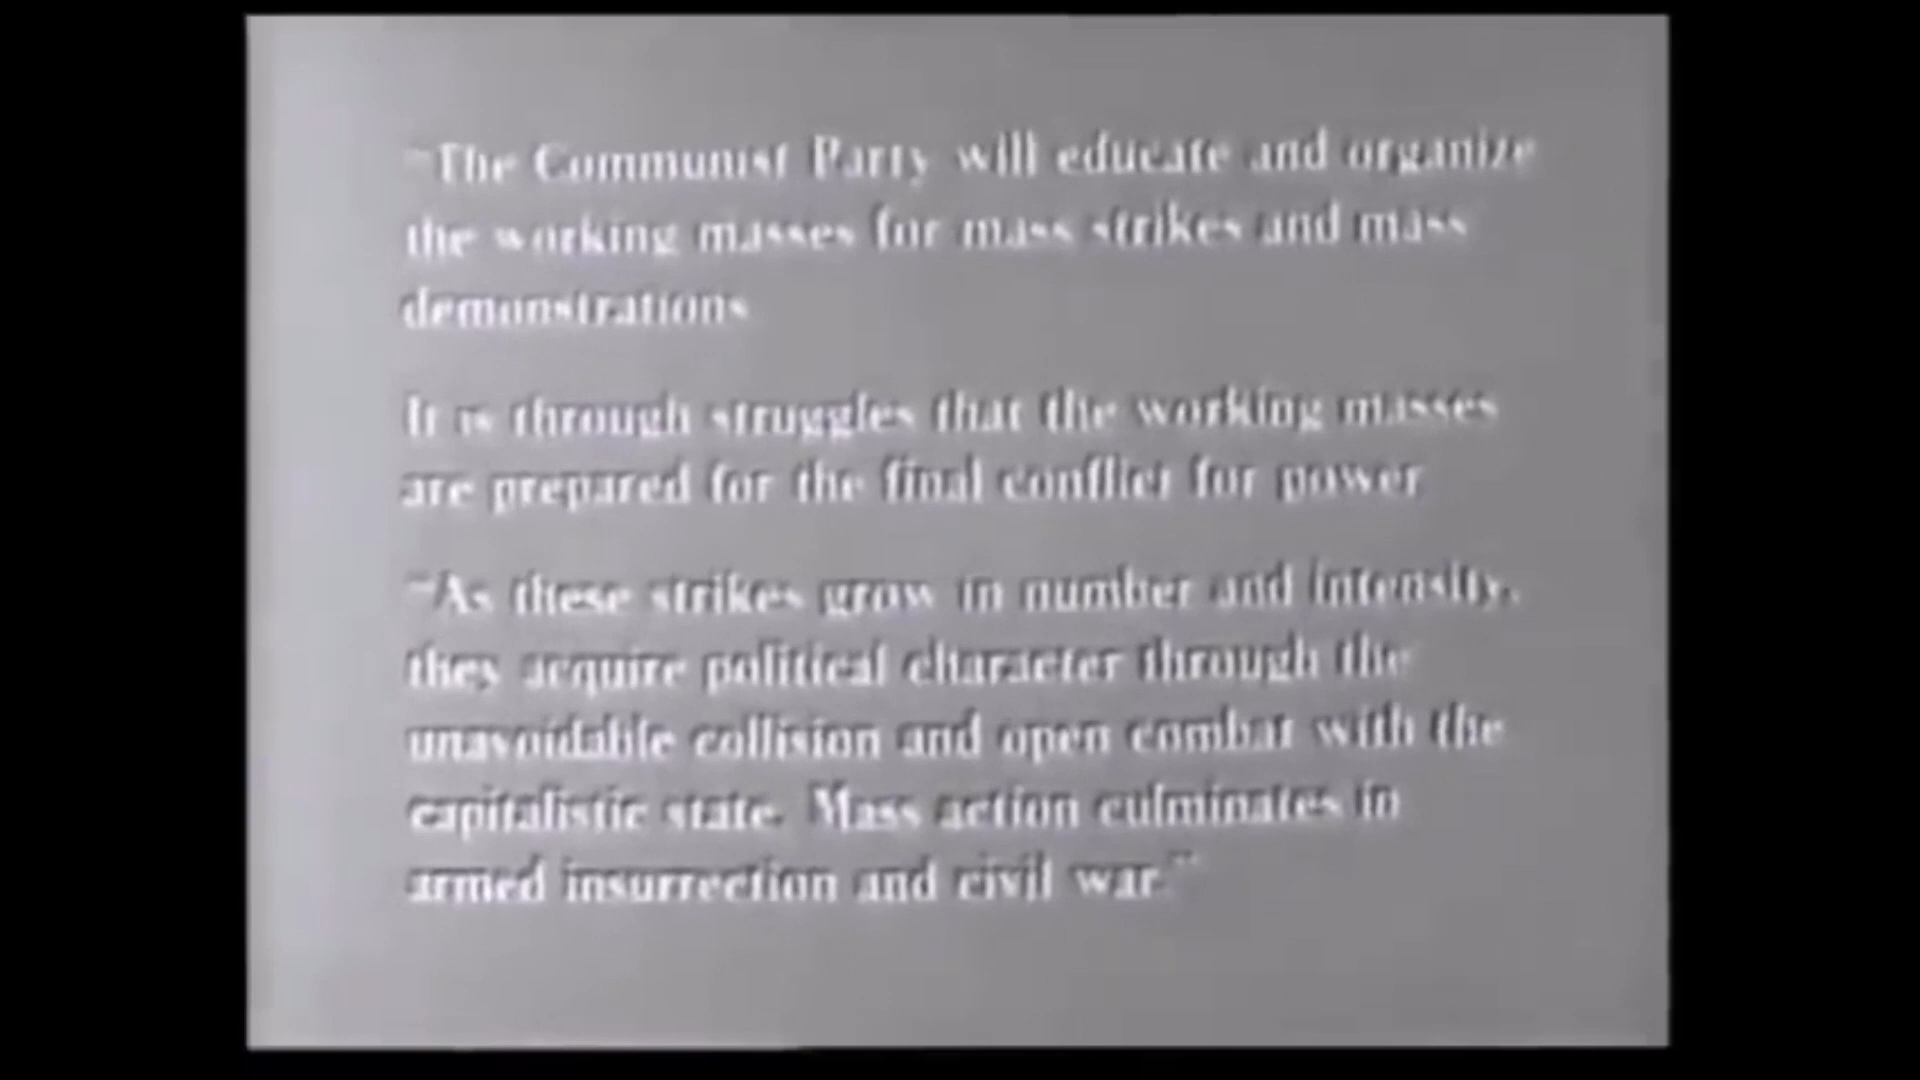 "The Communist Party will educate and organize
the working masses for mass strikes and mass
demonstrations
It is through struggles that the working masses
are prepared for the final conflict for power
"As these strikes grow in number and intensity,
they acquire political character through the
unavoidable collision and open combat with the
capitalistic state. Mass action culminates in
armed insurrection and civil war."